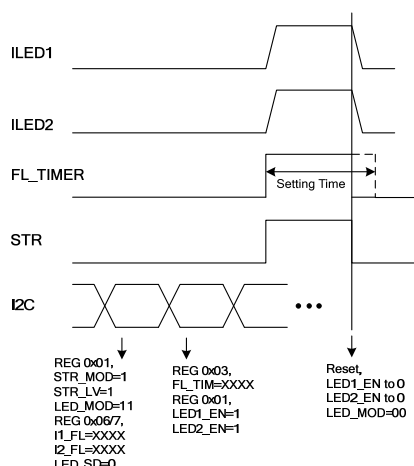 ILED1
ILED2
FL_TIMER
Setting Time
STR
I2C
REG 0x01,
STR_MOD=1
STR_LV=1
LED_MOD=11
REG 0x06/7,
I1_FL=XXXX
I2_FL=XXXX
LED_SD=0
REG 0x03,
FL_TIM=XXXX
REG 0x01,
LED1_EN=1
LED2_EN=1
Reset,
LED1_EN to 0
LED2_EN to 0
LED_MOD=00